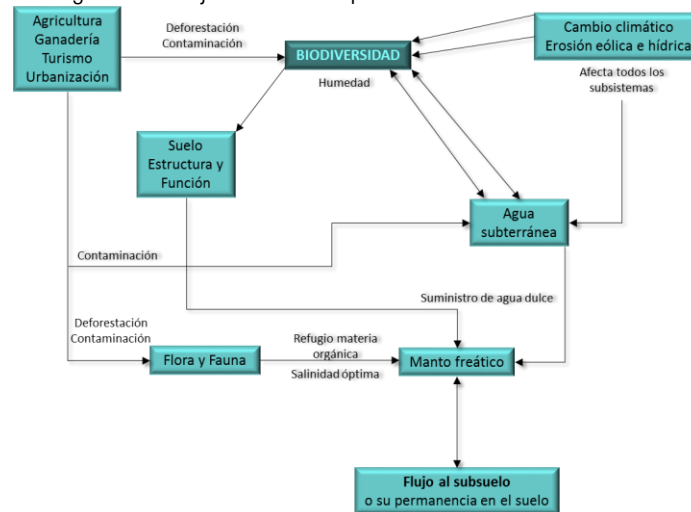 Agricultura
Ganadería
Turismo
Urbanización
Deforestación
Contaminación
BIODIVERSIDAD
Humedad
Cambio climático
Erosión eólica e hídrica
Afecta todos los
subsistemas
Suelo
Estructura y
Función
Agua
subterránea
Contaminación
Suministro de agua dulce
Deforestación
Contaminación
Flora y Fauna
Refugio materia
orgánica
Salinidad óptima
Manto freático
Flujo al subsuelo
o su permanencia en el suelo